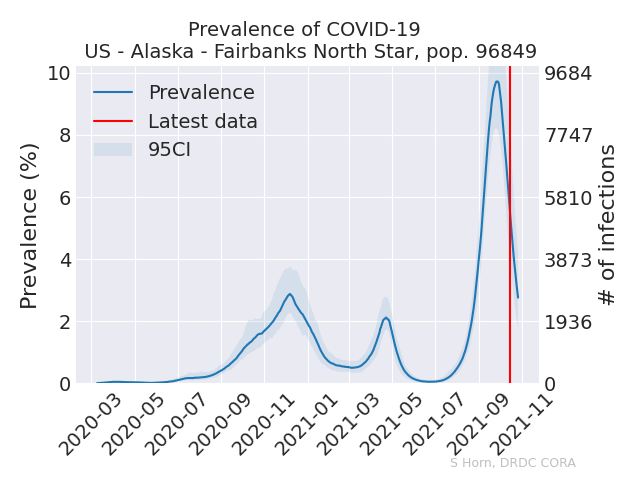 Prevalence of COVID-19
US - Alaska - Fairbanks North Star, pop. 96849
Prevalence
Latest data
95CI
Prevalence (%)
10
8
6
4
2
0
9684
7747
5810
3873
1936
0
# of infections
2020-03
2020-05
2020-07
2020-09
2020-11
2021-01
2021-03
2021-05
2021-07
2021-09
2021-11
S Horn, DRDC CORA